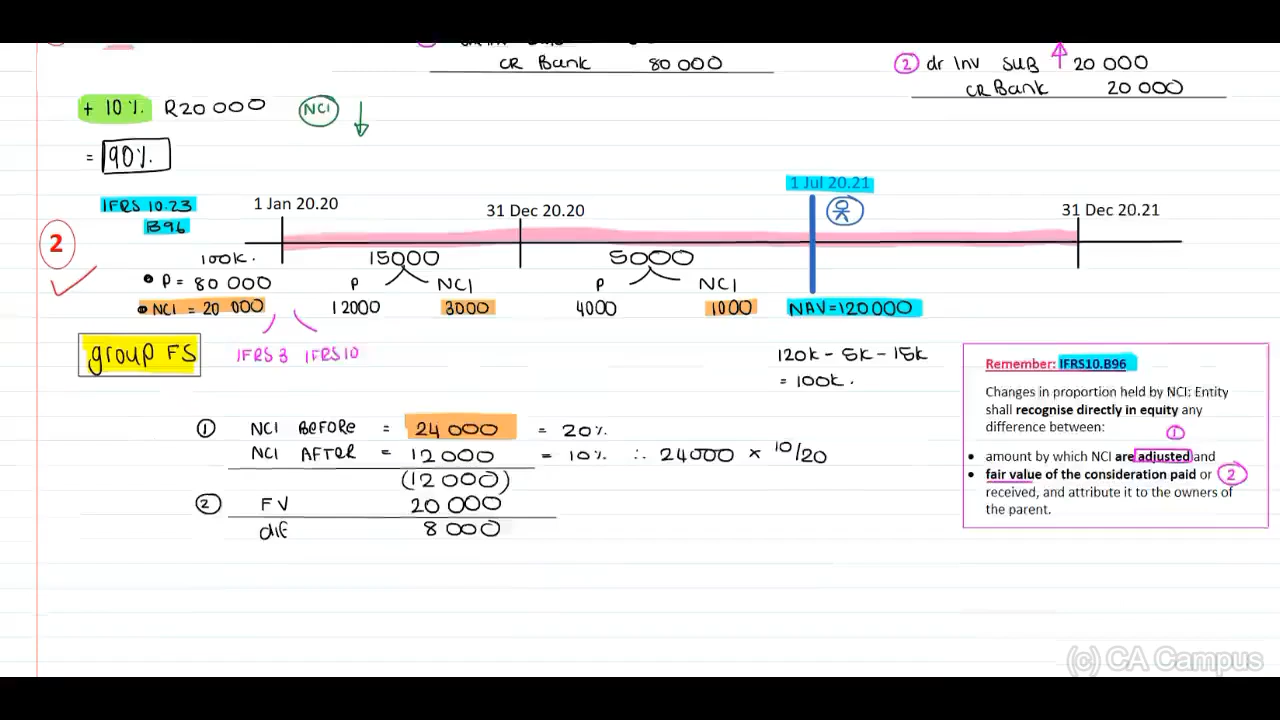 CR Bank 80 000
② dr Inv SUB ↑ 20 000
CR Bank 20 000
+ 10%. R20 000 NCI ↓
= 90%.
IFRS 10.23
B96
1 Jan 20.20
31 Dec 20.20
1 Jul 20.21
31 Dec 20.21
2
100k.
15000
5000
• P = 80 000
P NCI
P NCI
• NCI = 20 000
12000 3000
4000 1000
NAV=120000
group FS
IFRS 3 IFRS 10
120k - 5k - 15k
= 100k.
① NCI BEFORE = 24 000 = 20%
NCI AFTER = 12 000 = 10% ∴ 24000 × 10/20
(12 000)
② FV 20 000
dif 8 000
Remember: IFRS10.B96
Changes in proportion held by NCI: Entity
shall recognise directly in equity any
difference between:
①
• amount by which NCI are adjusted and
• fair value of the consideration paid or ②
received, and attribute it to the owners of
the parent.
(c) CA Campus